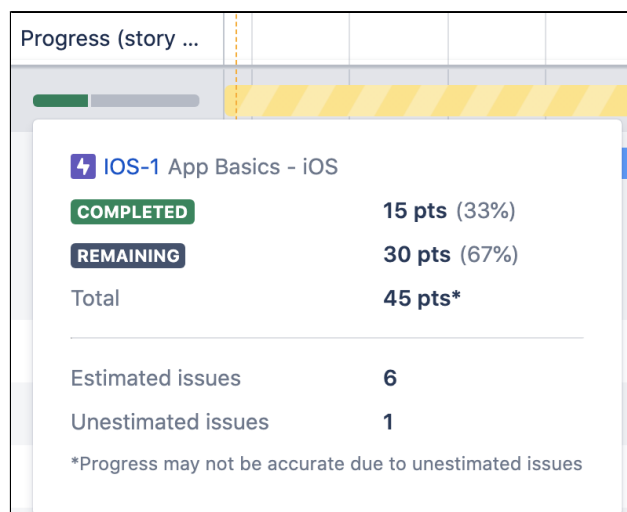 Progress (story ...
IOS-1 App Basics - iOS
COMPLETED 15 pts (33%)
REMAINING 30 pts (67%)
Total 45 pts*
Estimated issues 6
Unestimated issues 1
*Progress may not be accurate due to unestimated issues